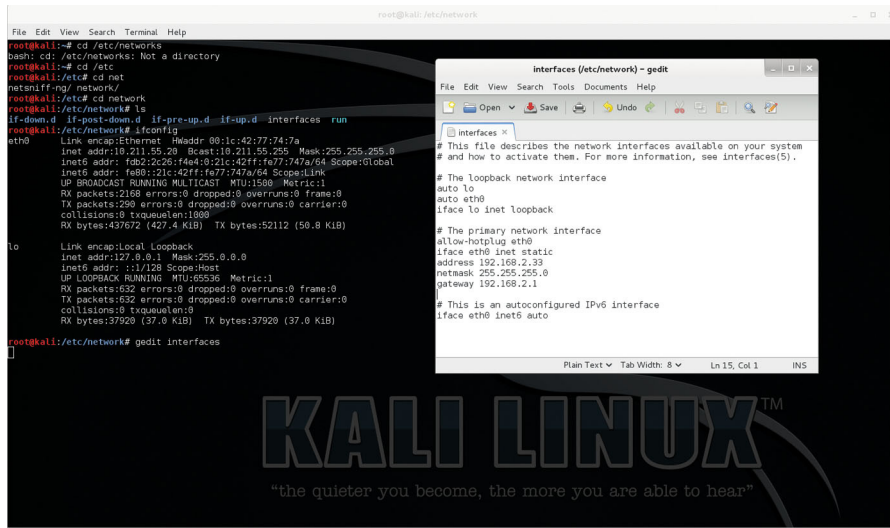 root@kali: /etc/network
File Edit View Search Terminal Help
root@kali:~# cd /etc/networks
bash: cd: /etc/networks: Not a directory
root@kali:~# cd /etc
root@kali:/etc# cd net
netsniff-ng/ network/
root@kali:/etc# cd network
root@kali:/etc/network# ls
if-down.d if-post-down.d if-pre-up.d if-up.d interfaces run
root@kali:/etc/network# ifconfig
eth0 Link encap:Ethernet HWaddr 00:1c:42:77:74:7a
inet addr:10.211.55.20 Bcast:10.211.55.255 Mask:255.255.255.0
inet6 addr: fdb2:2c26:f4e4:0:21c:42ff:fe77:747a/64 Scope:Global
inet6 addr: fe80::21c:42ff:fe77:747a/64 Scope:Link
UP BROADCAST RUNNING MULTICAST MTU:1500 Metric:1
RX packets:2168 errors:0 dropped:0 overruns:0 frame:0
TX packets:290 errors:0 dropped:0 overruns:0 carrier:0
collisions:0 txqueuelen:1000
RX bytes:437672 (427.4 KiB) TX bytes:52112 (50.8 KiB)
lo Link encap:Local Loopback
inet addr:127.0.0.1 Mask:255.0.0.0
inet6 addr: ::1/128 Scope:Host
UP LOOPBACK RUNNING MTU:65536 Metric:1
RX packets:632 errors:0 dropped:0 overruns:0 frame:0
TX packets:632 errors:0 dropped:0 overruns:0 carrier:0
collisions:0 txqueuelen:0
RX bytes:37920 (37.0 KiB) TX bytes:37920 (37.0 KiB)
root@kali:/etc/network# gedit interfaces
interfaces (/etc/network) - gedit
File Edit View Search Tools Documents Help
Open Save Undo
interfaces ×
# This file describes the network interfaces available on your system
# and how to activate them. For more information, see interfaces(5).
# The loopback network interface
auto lo
auto eth0
iface lo inet loopback
# The primary network interface
allow-hotplug eth0
iface eth0 inet static
address 192.168.2.33
netmask 255.255.255.0
gateway 192.168.2.1
# This is an autoconfigured IPv6 interface
iface eth0 inet6 auto
Plain Text Tab Width: 8 Ln 15, Col 1 INS
KALI LINUX TM
"the quieter you become, the more you are able to hear"